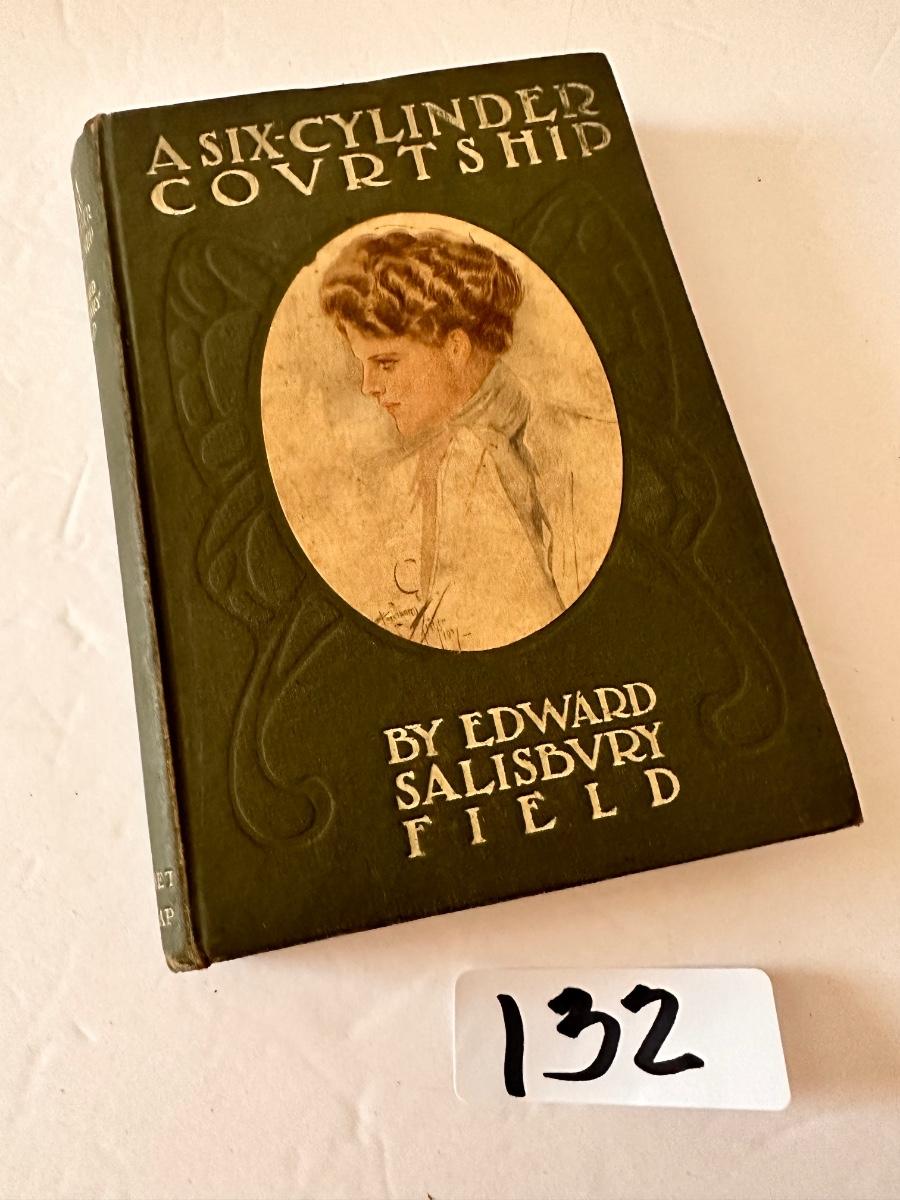 A SIX-CYLINDER
COVRTSHIP
BY EDWARD
SALISBVRY
FIELD
132